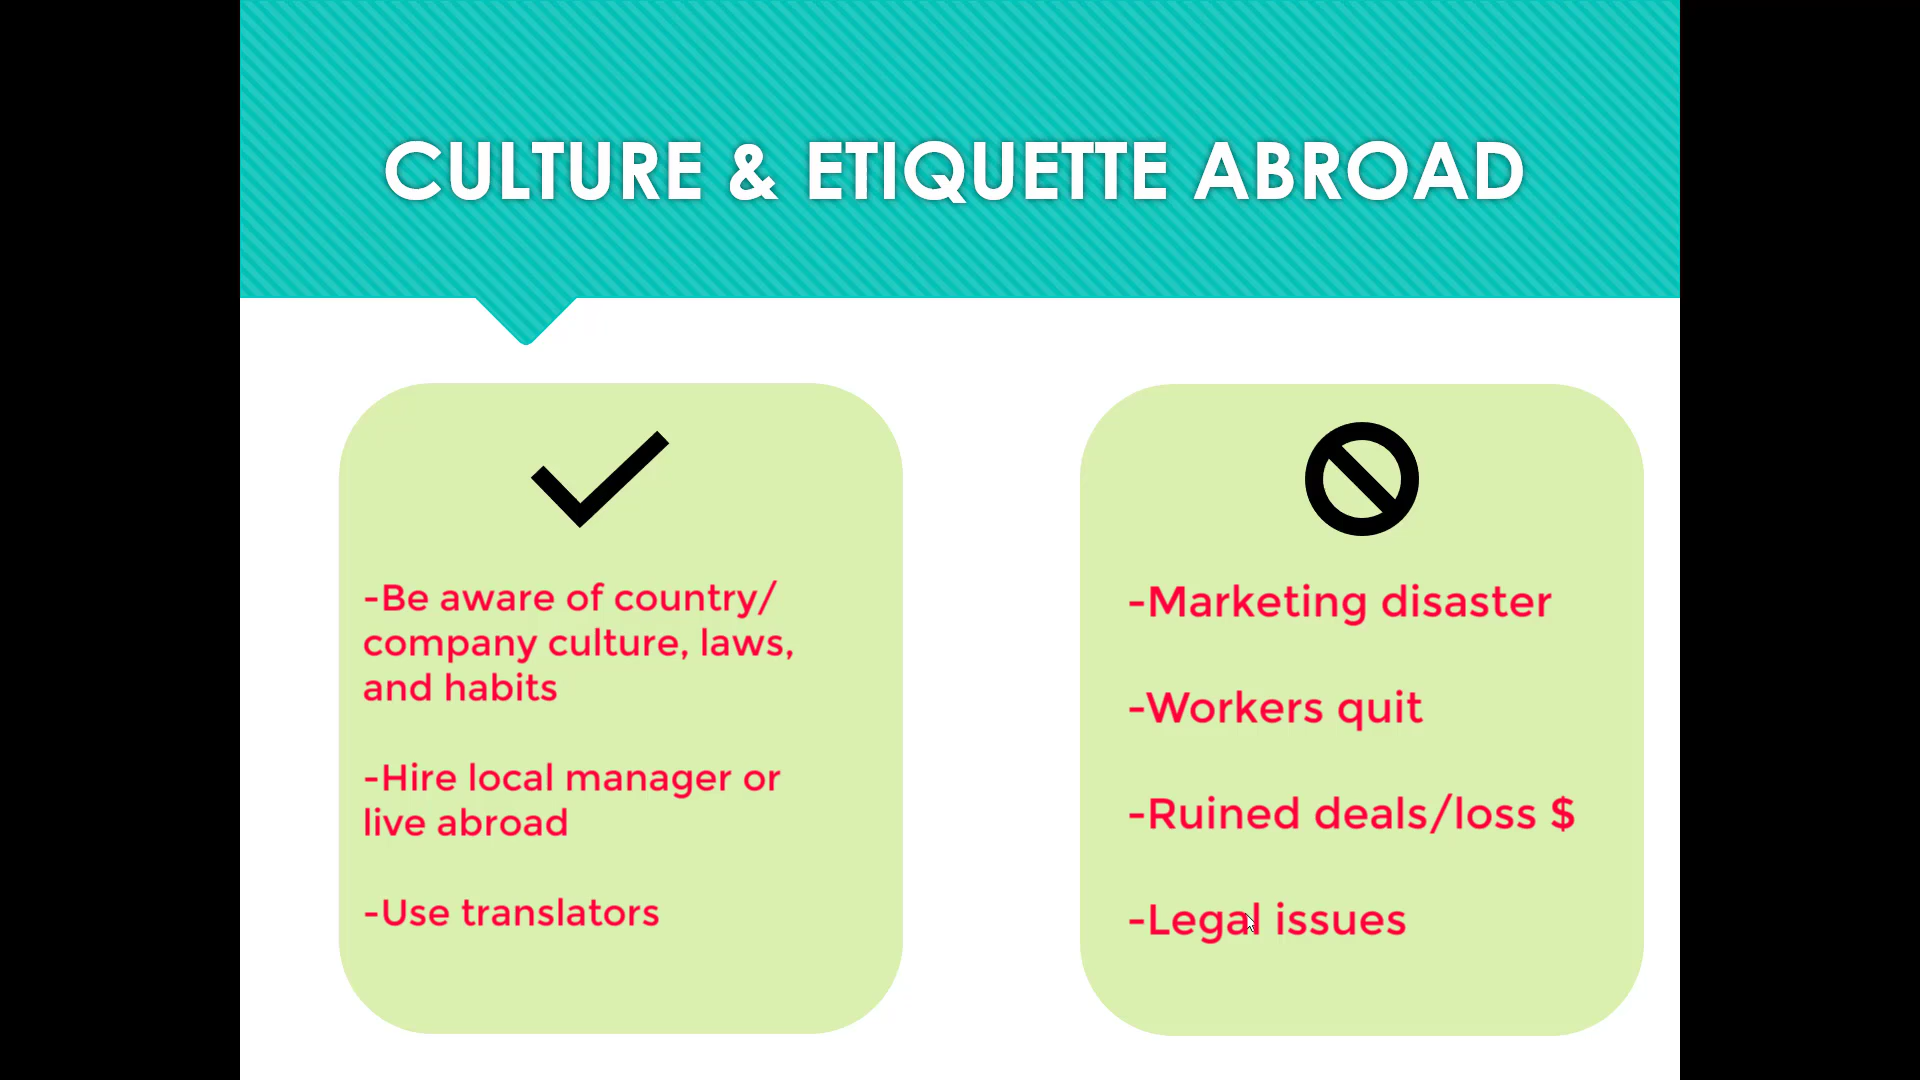 CULTURE & ETIQUETTE ABROAD
-Be aware of country/
company culture, laws,
and habits
-Hire local manager or
live abroad
-Use translators
-Marketing disaster
-Workers quit
-Ruined deals/loss $
-Legal issues